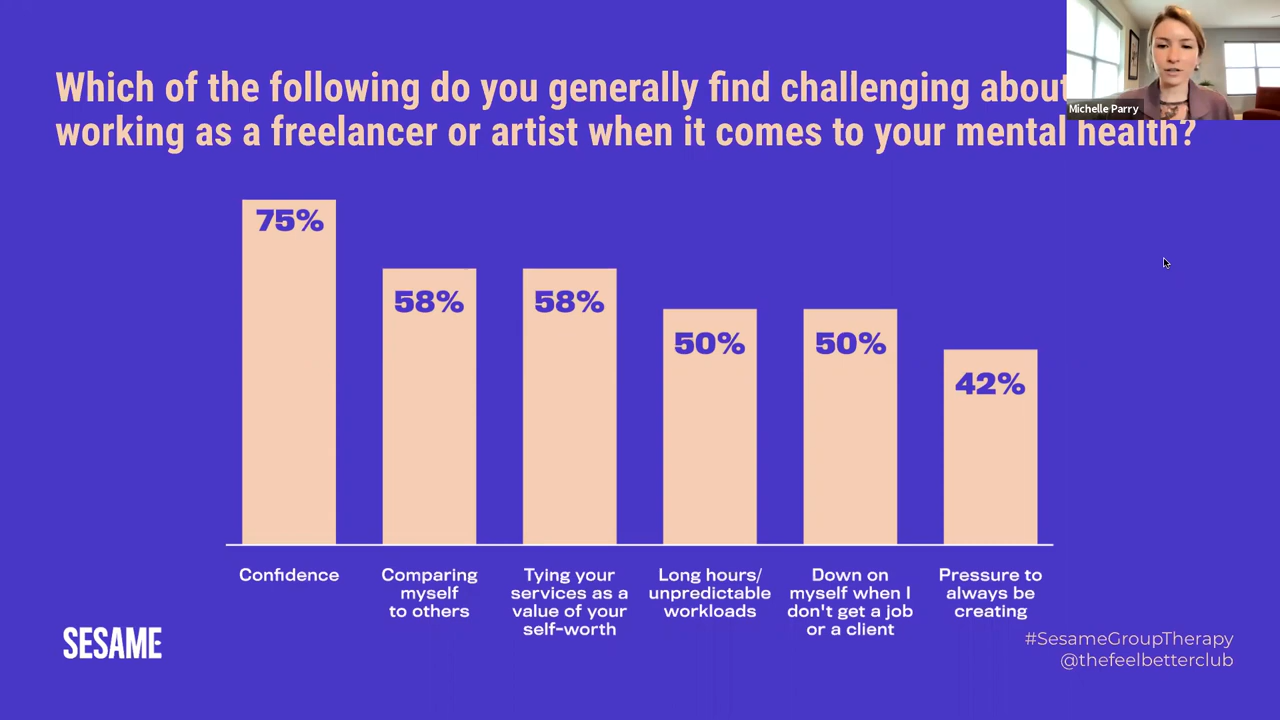 Which of the following do you generally find challenging about
working as a freelancer or artist when it comes to your mental health?
Michelle Parry
75%
58%
58%
50%
50%
42%
Confidence
Comparing
myself
to others
Tying your
services as a
value of your
self-worth
Long hours/
unpredictable
workloads
Down on
myself when I
don't get a job
or a client
Pressure to
always be
creating
SESAME
#SesameGroupTherapy
@thefeelbetterclub